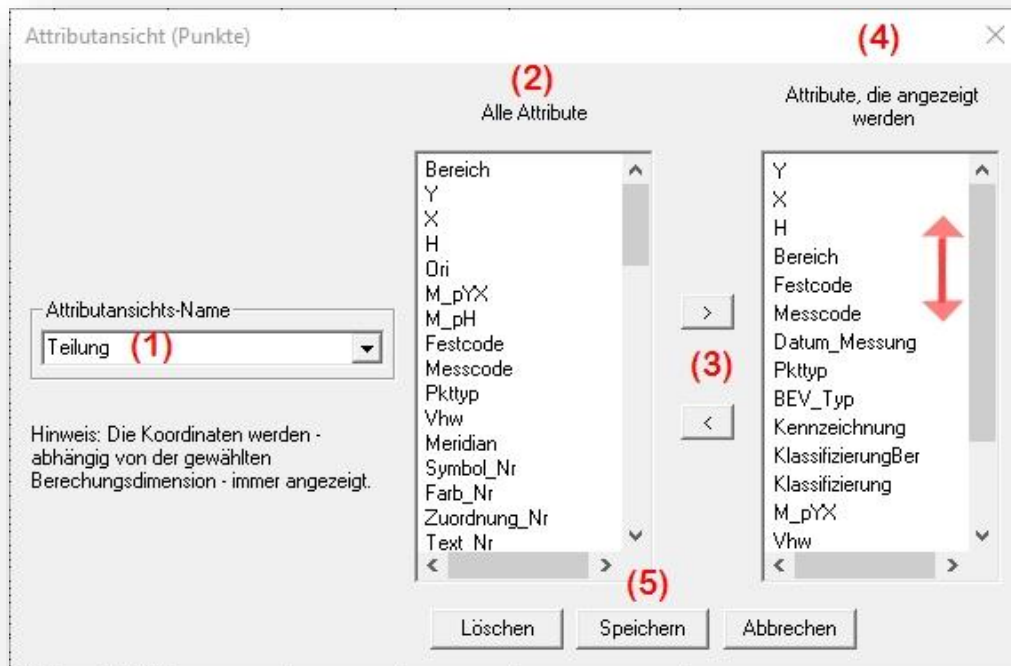 Attributansicht (Punkte)
(4)
(2)
Alle Attribute
Attribute, die angezeigt
werden
Bereich
Y
X
H
Ori
M_pYX
M_pH
Festcode
Messcode
Pkttyp
Vhw
Meridian
Symbol_Nr
Farb_Nr
Zuordnung_Nr
Text_Nr
Y
X
H
Bereich
Festcode
Messcode
Datum_Messung
Pkttyp
BEV_Typ
Kennzeichnung
KlassifizierungBer
Klassifizierung
M_pYX
Vhw
Attributansichts-Name
Teilung (1)
>
(3)
<
Hinweis: Die Koordinaten werden -
abhängig von der gewählten
Berechungsdimension - immer angezeigt.
(5)
Löschen
Speichern
Abbrechen